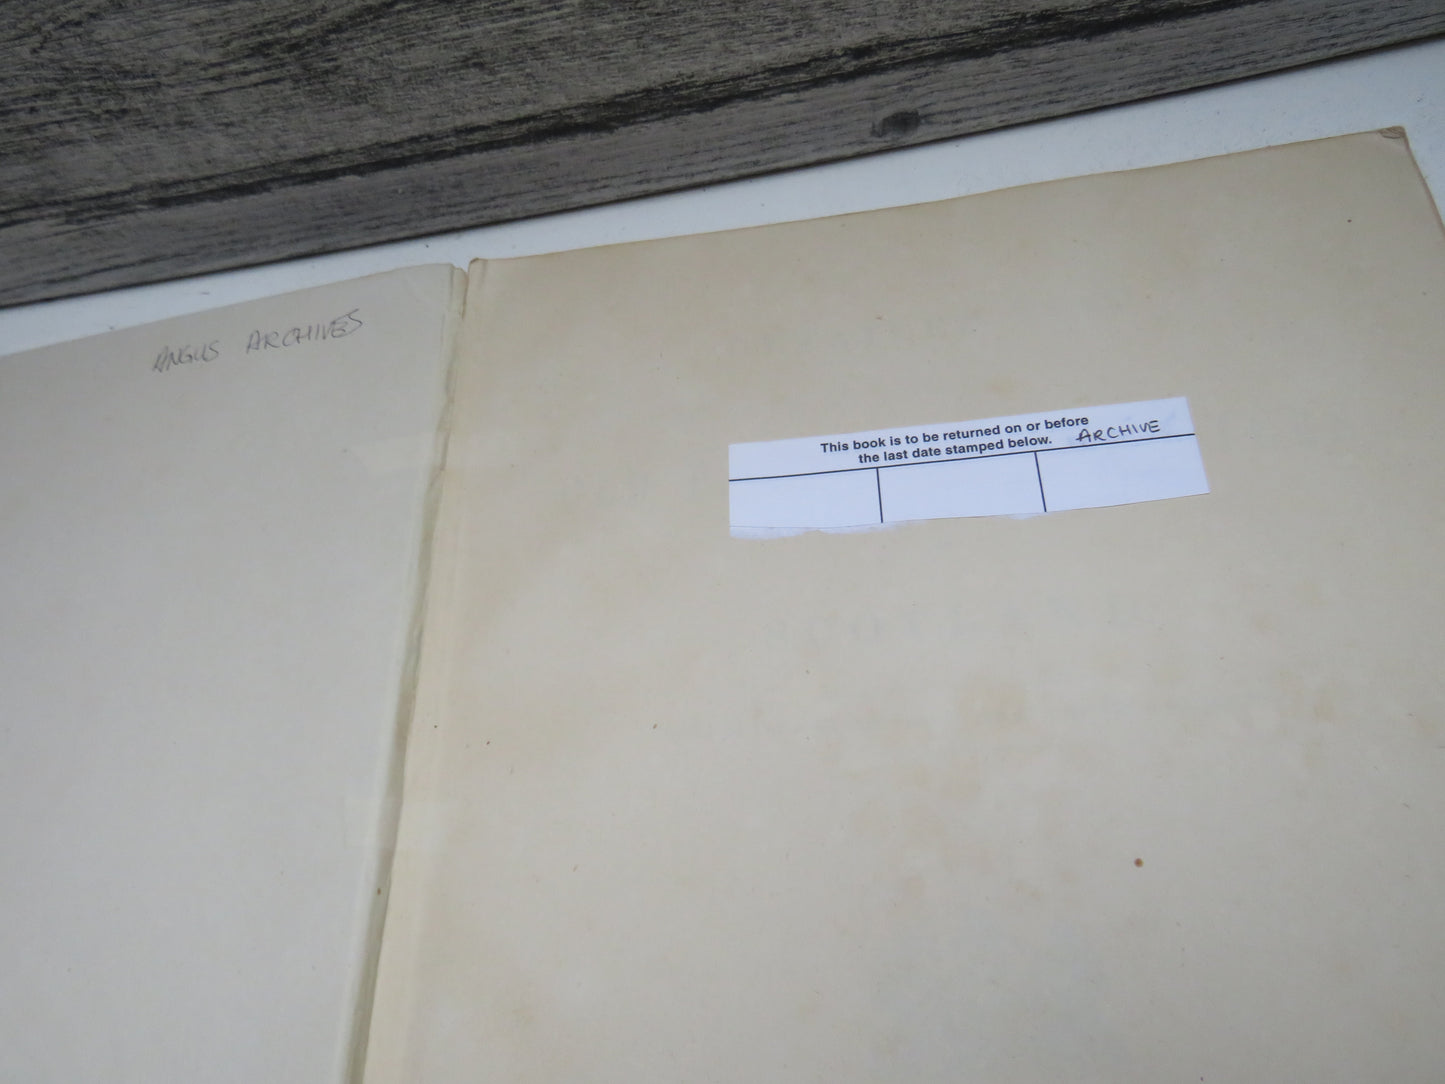 ANGUS ARCHIVES
This book is to be returned on or before
the last date stamped below. ARCHIVE